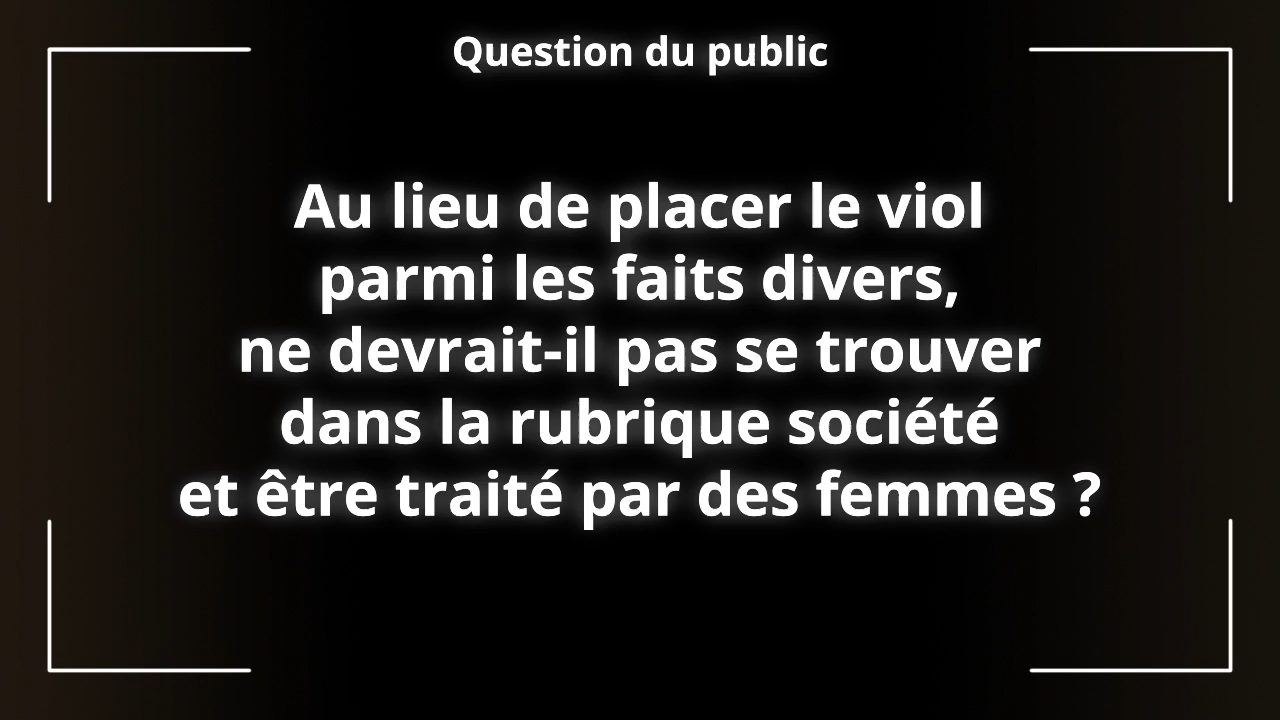 Question du public
Au lieu de placer le viol
parmi les faits divers,
ne devrait-il pas se trouver
dans la rubrique société
et être traité par des femmes ?